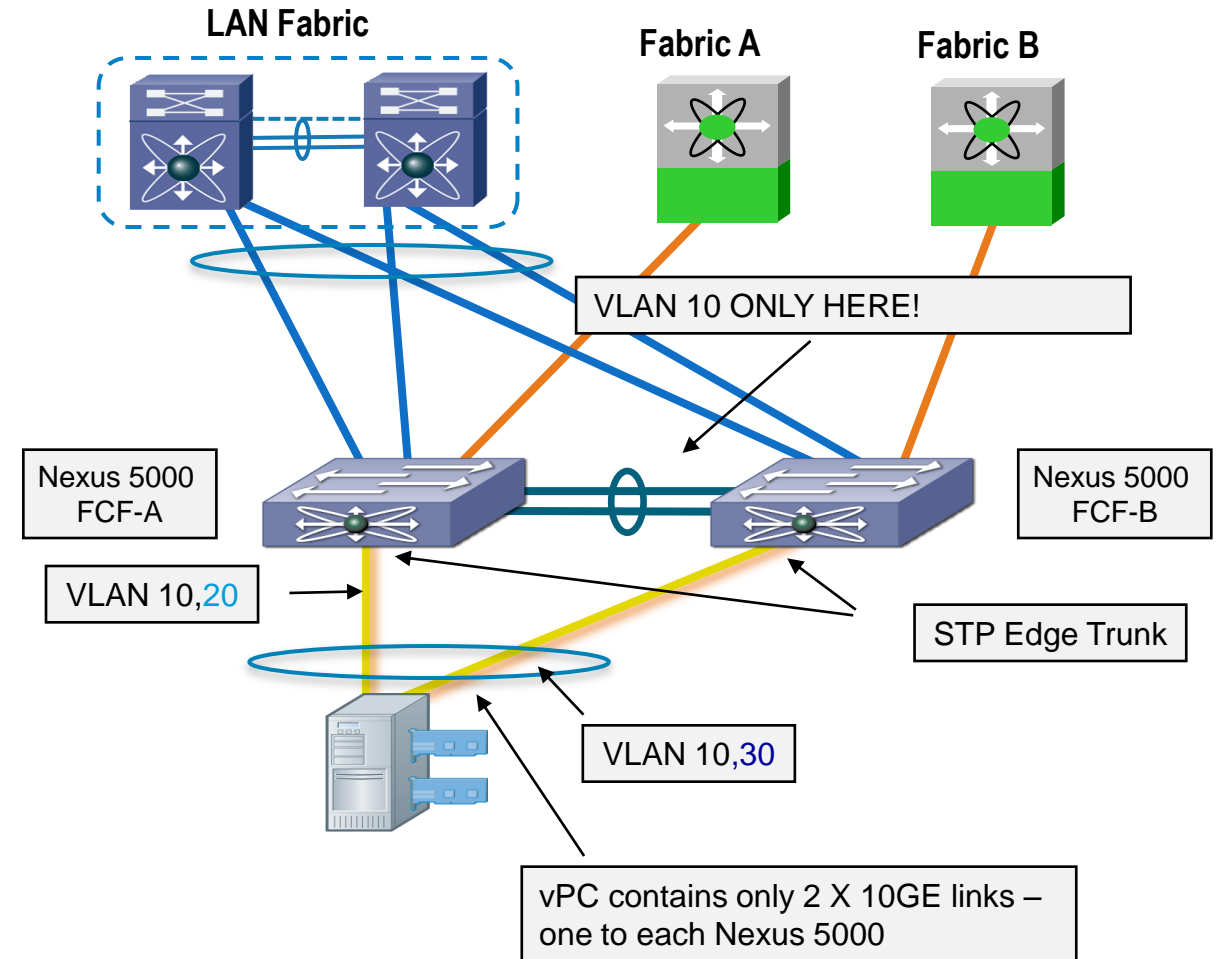 LAN Fabric
Fabric A
Fabric B
VLAN 10 ONLY HERE!
Nexus 5000
FCF-A
Nexus 5000
FCF-B
VLAN 10,20
STP Edge Trunk
VLAN 10,30
vPC contains only 2 X 10GE links –
one to each Nexus 5000